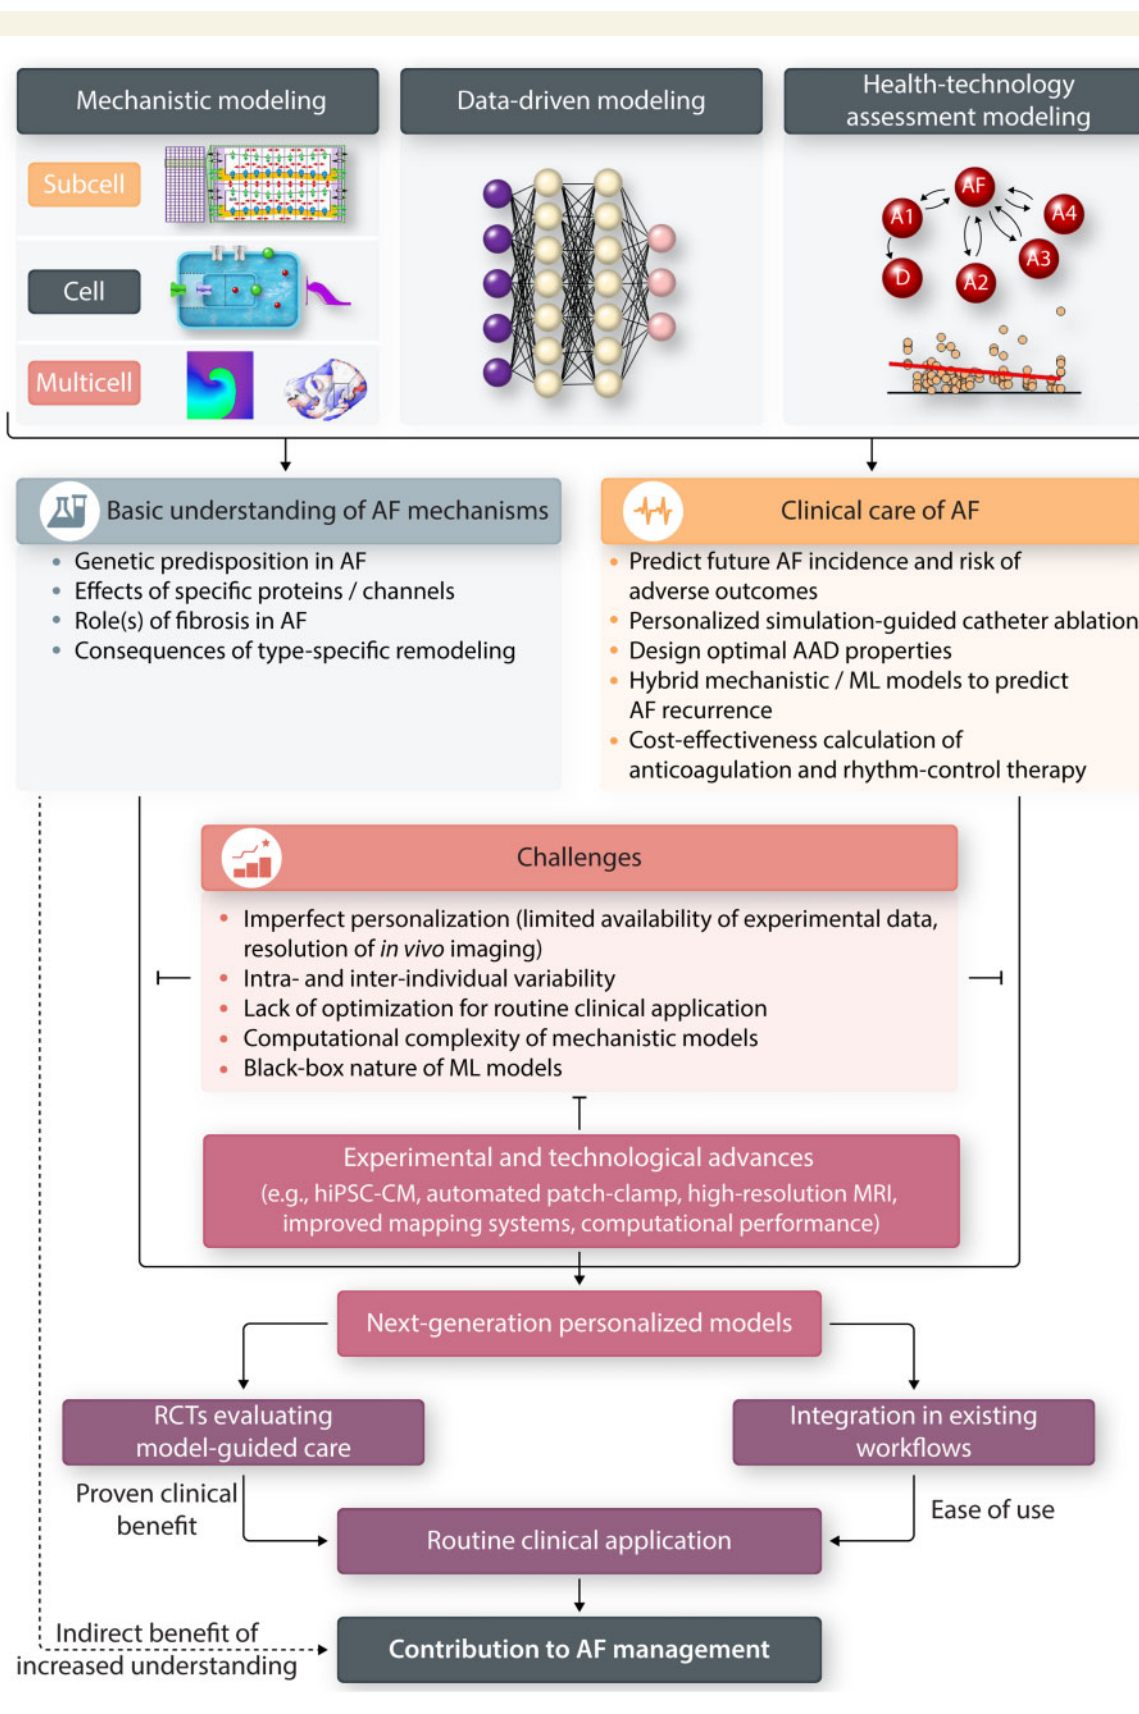 Mechanistic modeling
Data-driven modeling
Health-technology
assessment modeling
Subcell
Cell
Multicell
AF
A1
A4
A3
D
A2
Basic understanding of AF mechanisms
• Genetic predisposition in AF
• Effects of specific proteins / channels
• Role(s) of fibrosis in AF
• Consequences of type-specific remodeling
Clinical care of AF
• Predict future AF incidence and risk of
adverse outcomes
• Personalized simulation-guided catheter ablation
• Design optimal AAD properties
• Hybrid mechanistic / ML models to predict
AF recurrence
• Cost-effectiveness calculation of
anticoagulation and rhythm-control therapy
Challenges
• Imperfect personalization (limited availability of experimental data,
resolution of in vivo imaging)
• Intra- and inter-individual variability
• Lack of optimization for routine clinical application
• Computational complexity of mechanistic models
• Black-box nature of ML models
Experimental and technological advances
(e.g., hiPSC-CM, automated patch-clamp, high-resolution MRI,
improved mapping systems, computational performance)
Next-generation personalized models
RCTs evaluating
model-guided care
Integration in existing
workflows
Proven clinical
benefit
Ease of use
Routine clinical application
Indirect benefit of
increased understanding
Contribution to AF management